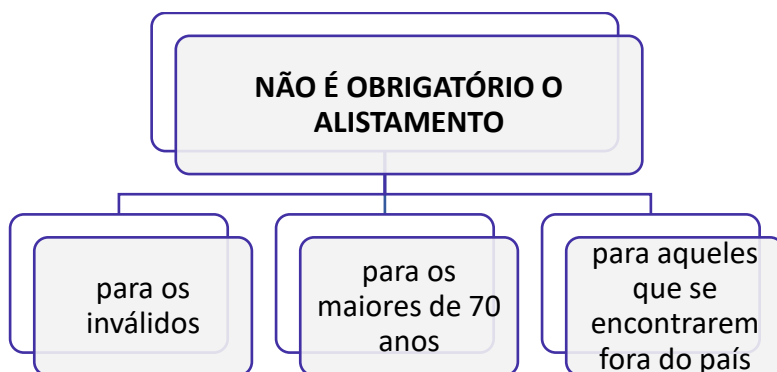 NÃO É OBRIGATÓRIO O
ALISTAMENTO
para os
inválidos
para os
maiores de 70
anos
para aqueles
que se
encontrarem
fora do país